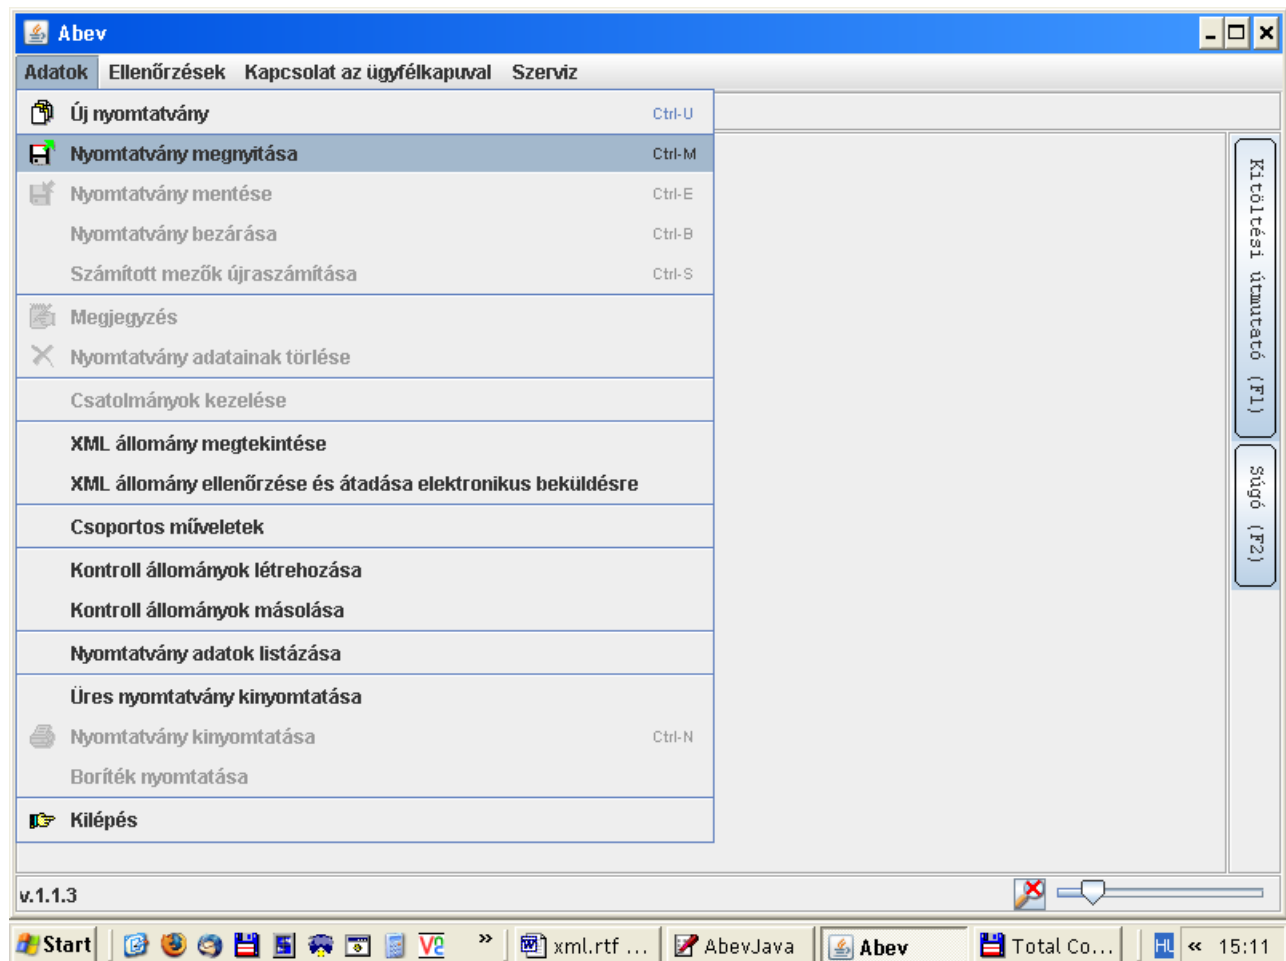 Abev
Adatok Ellenőrzések Kapcsolat az ügyfélkapuval Szerviz
Új nyomtatvány Ctrl-U
Nyomtatvány megnyitása Ctrl-M
Nyomtatvány mentése Ctrl-E
Nyomtatvány bezárása Ctrl-B
Számított mezők újraszámítása Ctrl-S
Megjegyzés
Nyomtatvány adatainak törlése
Csatolmányok kezelése
XML állomány megtekintése
XML állomány ellenőrzése és átadása elektronikus beküldésre
Csoportos műveletek
Kontroll állományok létrehozása
Kontroll állományok másolása
Nyomtatvány adatok listázása
Üres nyomtatvány kinyomtatása
Nyomtatvány kinyomtatása Ctrl-N
Boríték nyomtatása
Kilépés
Kitöltési útmutató (F1)
Súgó (F2)
v.1.1.3
Start » xml.rtf ... AbevJava Abev Total Co... HU « 15:11